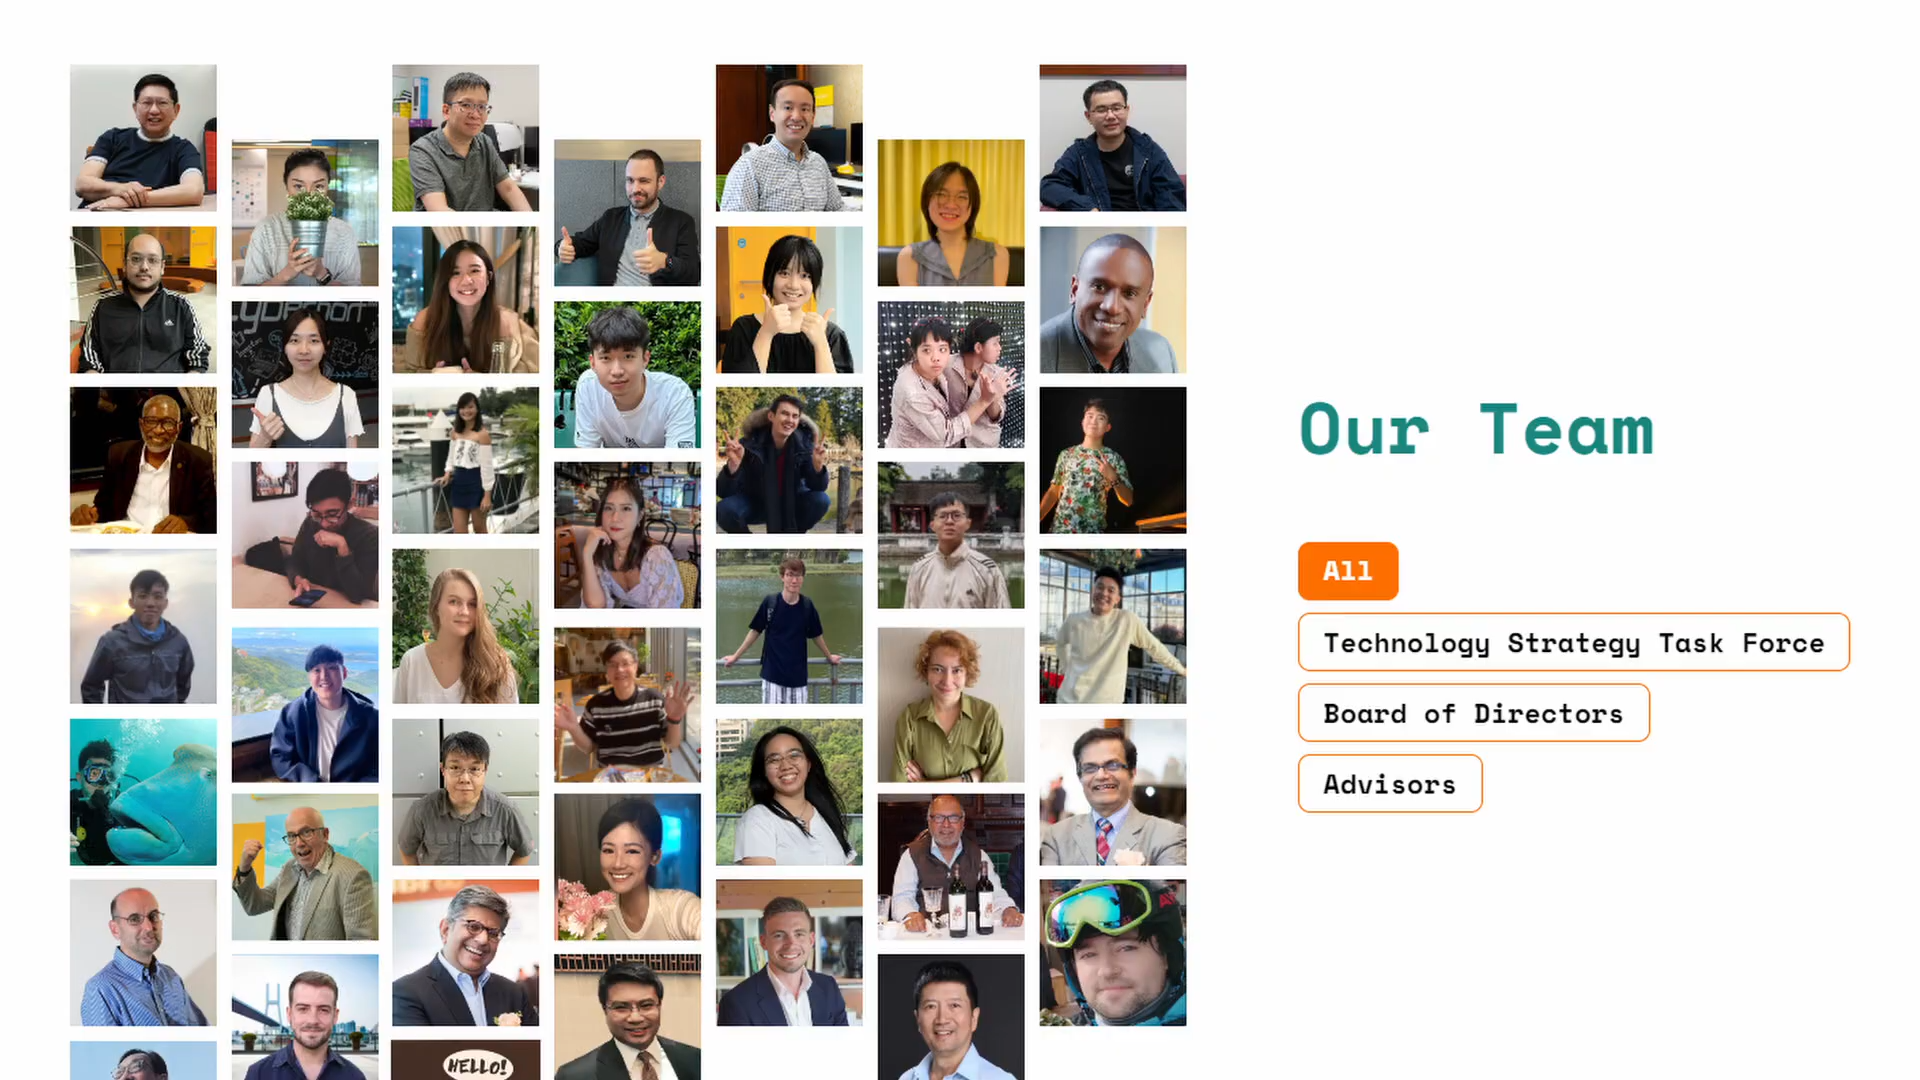 Our Team
All
Technology Strategy Task Force
Board of Directors
Advisors
HELLO!